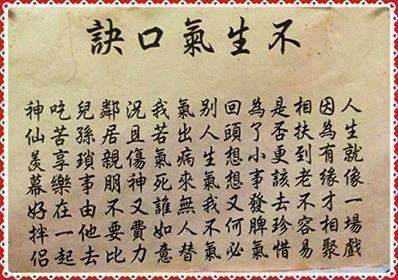 不生氣口訣
人生就像一場戲
因為有緣才相聚
相扶到老不容易
是否更該去珍惜
為了小事發脾氣
回頭想想又何必
別人生氣我不氣
氣出病來無人替
我若氣死誰如意
況且傷神又費力
鄰居親朋不要比
兒孫瑣事由他去
吃苦享樂在一起
神仙羡幕好拌侶